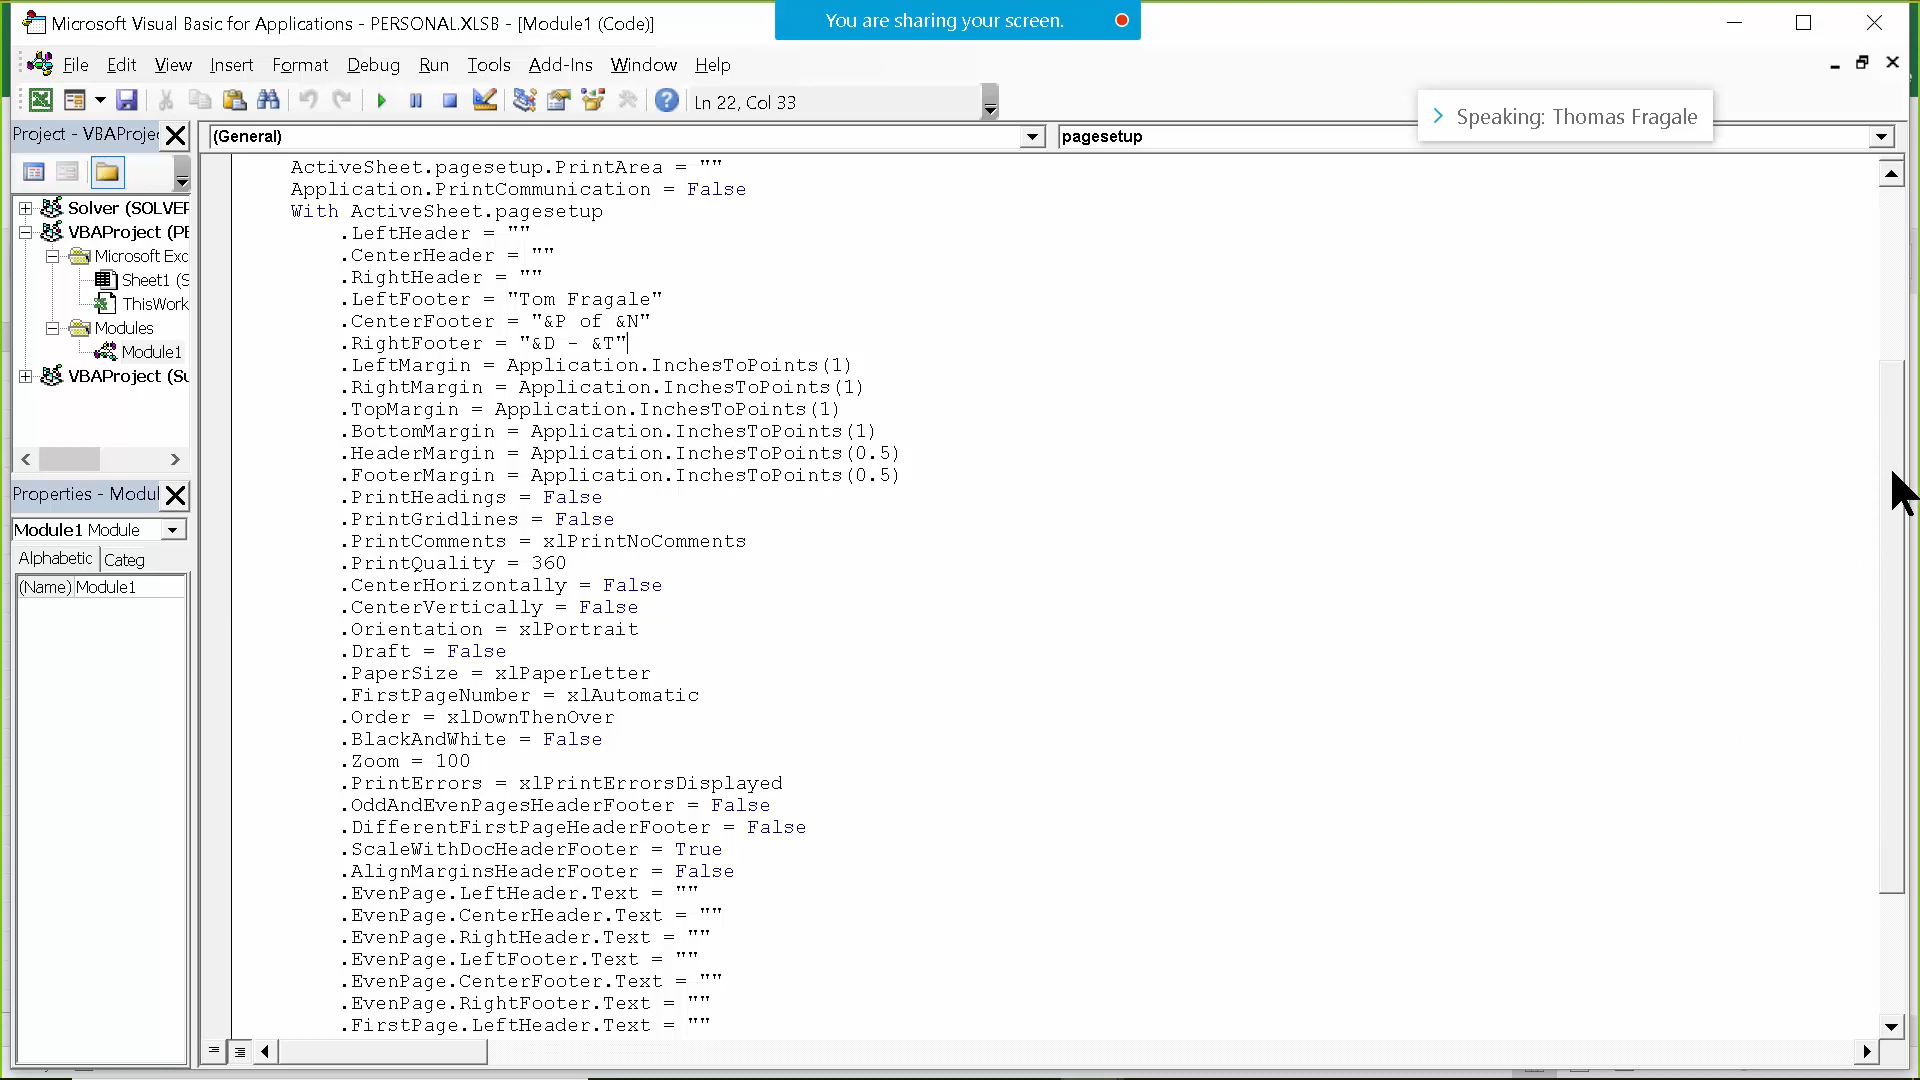 Microsoft Visual Basic for Applications - PERSONAL.XLSB - [Module1 (Code)]
You are sharing your screen.
File Edit View Insert Format Debug Run Tools Add-Ins Window Help
Ln 22, Col 33
Speaking: Thomas Fragale
Project - VBAProje
(General)
pagesetup
Solver (SOLVER
VBAProject (PE
Microsoft Exc
Sheet1 (S
ThisWork
Modules
Module1
VBAProject (Su
Properties - Modul
Module1 Module
Alphabetic Categ
(Name) Module1
ActiveSheet.pagesetup.PrintArea = ""
Application.PrintCommunication = False
With ActiveSheet.pagesetup
.LeftHeader = ""
.CenterHeader = ""
.RightHeader = ""
.LeftFooter = "Tom Fragale"
.CenterFooter = "&P of &N"
.RightFooter = "&D - &T"
.LeftMargin = Application.InchesToPoints(1)
.RightMargin = Application.InchesToPoints(1)
.TopMargin = Application.InchesToPoints(1)
.BottomMargin = Application.InchesToPoints(1)
.HeaderMargin = Application.InchesToPoints(0.5)
.FooterMargin = Application.InchesToPoints(0.5)
.PrintHeadings = False
.PrintGridlines = False
.PrintComments = xlPrintNoComments
.PrintQuality = 360
.CenterHorizontally = False
.CenterVertically = False
.Orientation = xlPortrait
.Draft = False
.PaperSize = xlPaperLetter
.FirstPageNumber = xlAutomatic
.Order = xlDownThenOver
.BlackAndWhite = False
.Zoom = 100
.PrintErrors = xlPrintErrorsDisplayed
.OddAndEvenPagesHeaderFooter = False
.DifferentFirstPageHeaderFooter = False
.ScaleWithDocHeaderFooter = True
.AlignMarginsHeaderFooter = False
.EvenPage.LeftHeader.Text = ""
.EvenPage.CenterHeader.Text = ""
.EvenPage.RightHeader.Text = ""
.EvenPage.LeftFooter.Text = ""
.EvenPage.CenterFooter.Text = ""
.EvenPage.RightFooter.Text = ""
.FirstPage.LeftHeader.Text = ""